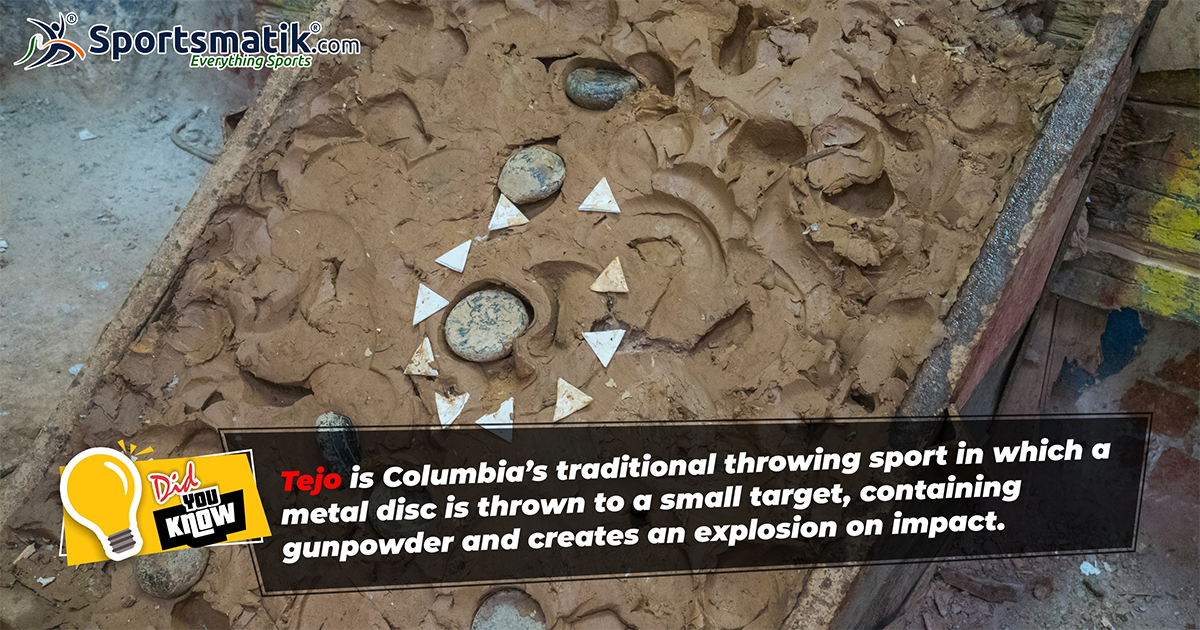 Sportsmatik®.com
Everything Sports
Did
YOU
KNOW
Tejo is Columbia's traditional throwing sport in which a
metal disc is thrown to a small target, containing
gunpowder and creates an explosion on impact.